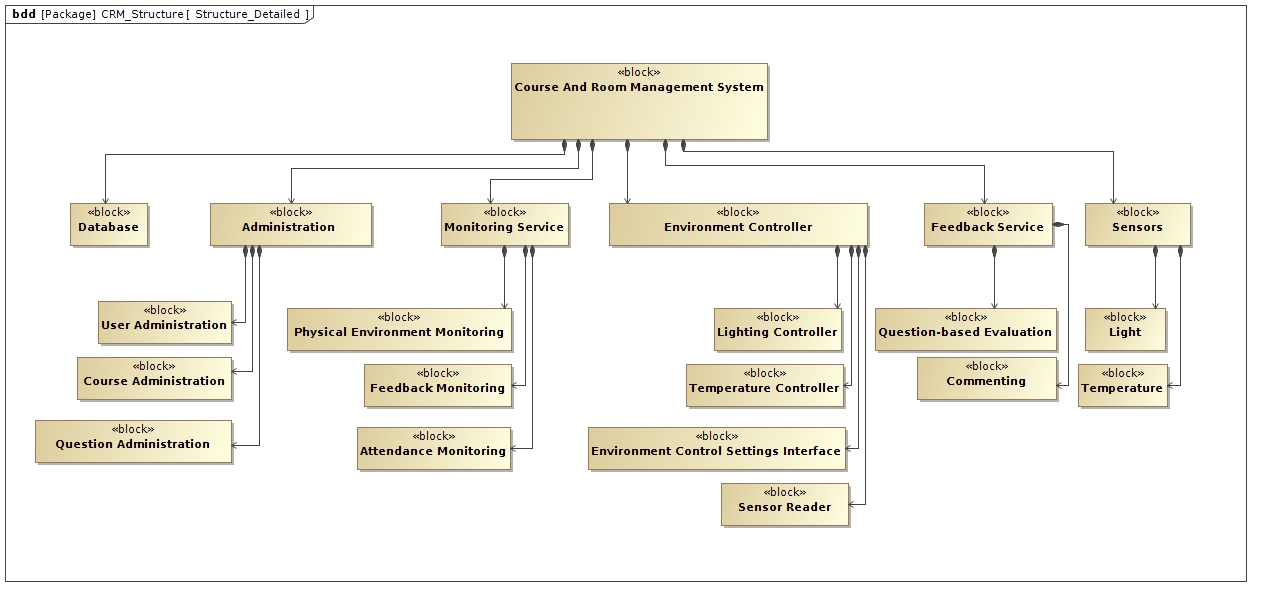 bdd [Package] CRM_Structure[ Structure_Detailed ]
«block»
Course And Room Management System
«block»
Database
«block»
Administration
«block»
Monitoring Service
«block»
Environment Controller
«block»
Feedback Service
«block»
Sensors
«block»
User Administration
«block»
Course Administration
«block»
Question Administration
«block»
Physical Environment Monitoring
«block»
Feedback Monitoring
«block»
Attendance Monitoring
«block»
Lighting Controller
«block»
Temperature Controller
«block»
Environment Control Settings Interface
«block»
Sensor Reader
«block»
Question-based Evaluation
«block»
Commenting
«block»
Light
«block»
Temperature